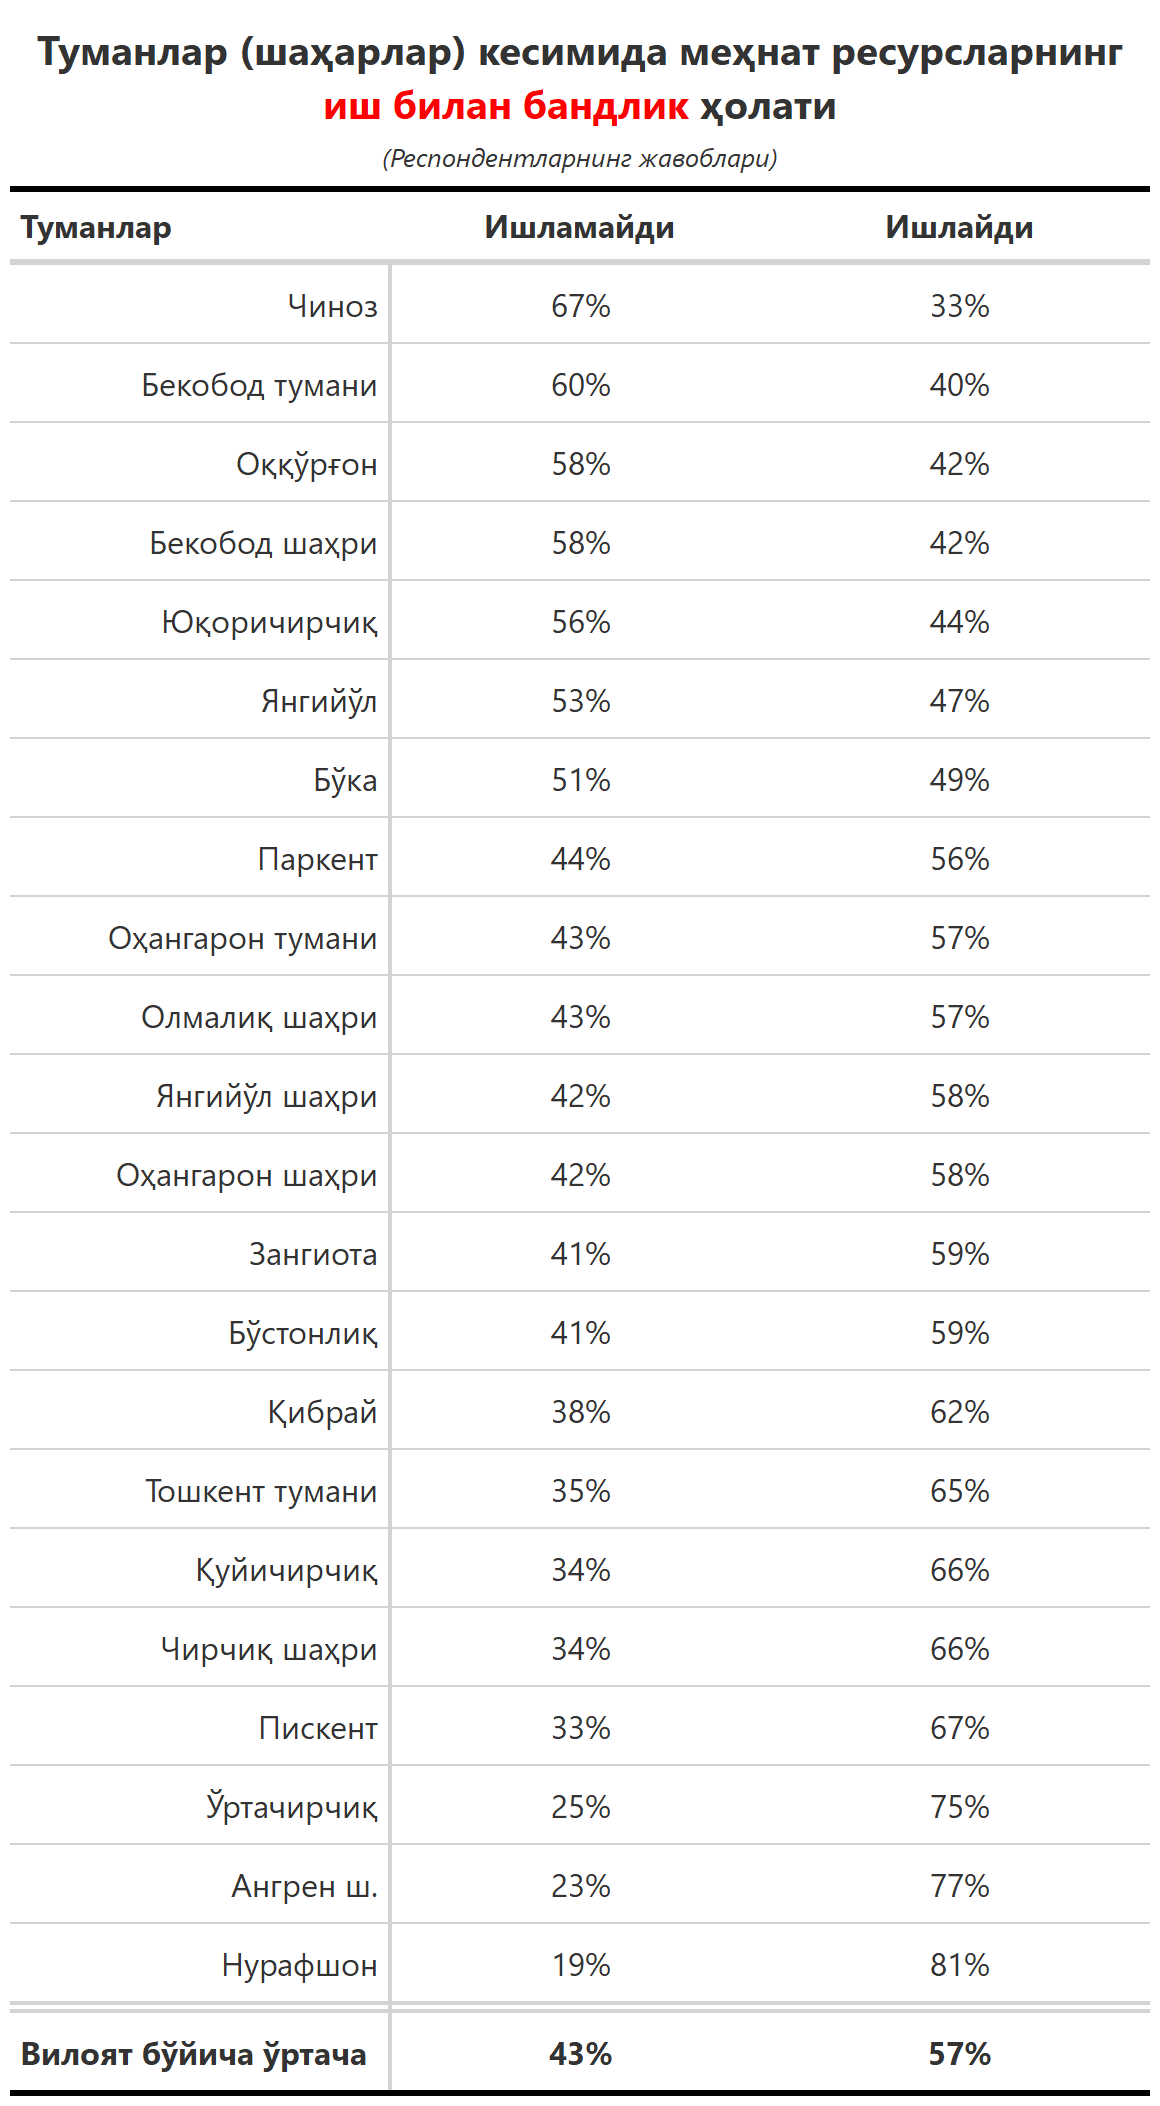 Туманлар (шаҳарлар) кесимида меҳнат ресурсларнинг
иш билан бандлик ҳолати
(Респондентларнинг жавоблари)
Туманлар Ишламайди Ишлайди
Чиноз 67% 33%
Бекобод тумани 60% 40%
Оққўрғон 58% 42%
Бекобод шаҳри 58% 42%
Юқоричирчиқ 56% 44%
Янгийўл 53% 47%
Бўка 51% 49%
Паркент 44% 56%
Оҳангарон тумани 43% 57%
Олмалиқ шаҳри 43% 57%
Янгийўл шаҳри 42% 58%
Оҳангарон шаҳри 42% 58%
Зангиота 41% 59%
Бўстонлиқ 41% 59%
Қибрай 38% 62%
Тошкент тумани 35% 65%
Қуйичирчиқ 34% 66%
Чирчиқ шаҳри 34% 66%
Пискент 33% 67%
Ўртачирчиқ 25% 75%
Ангрен ш. 23% 77%
Нурафшон 19% 81%
Вилоят бўйича ўртача 43% 57%